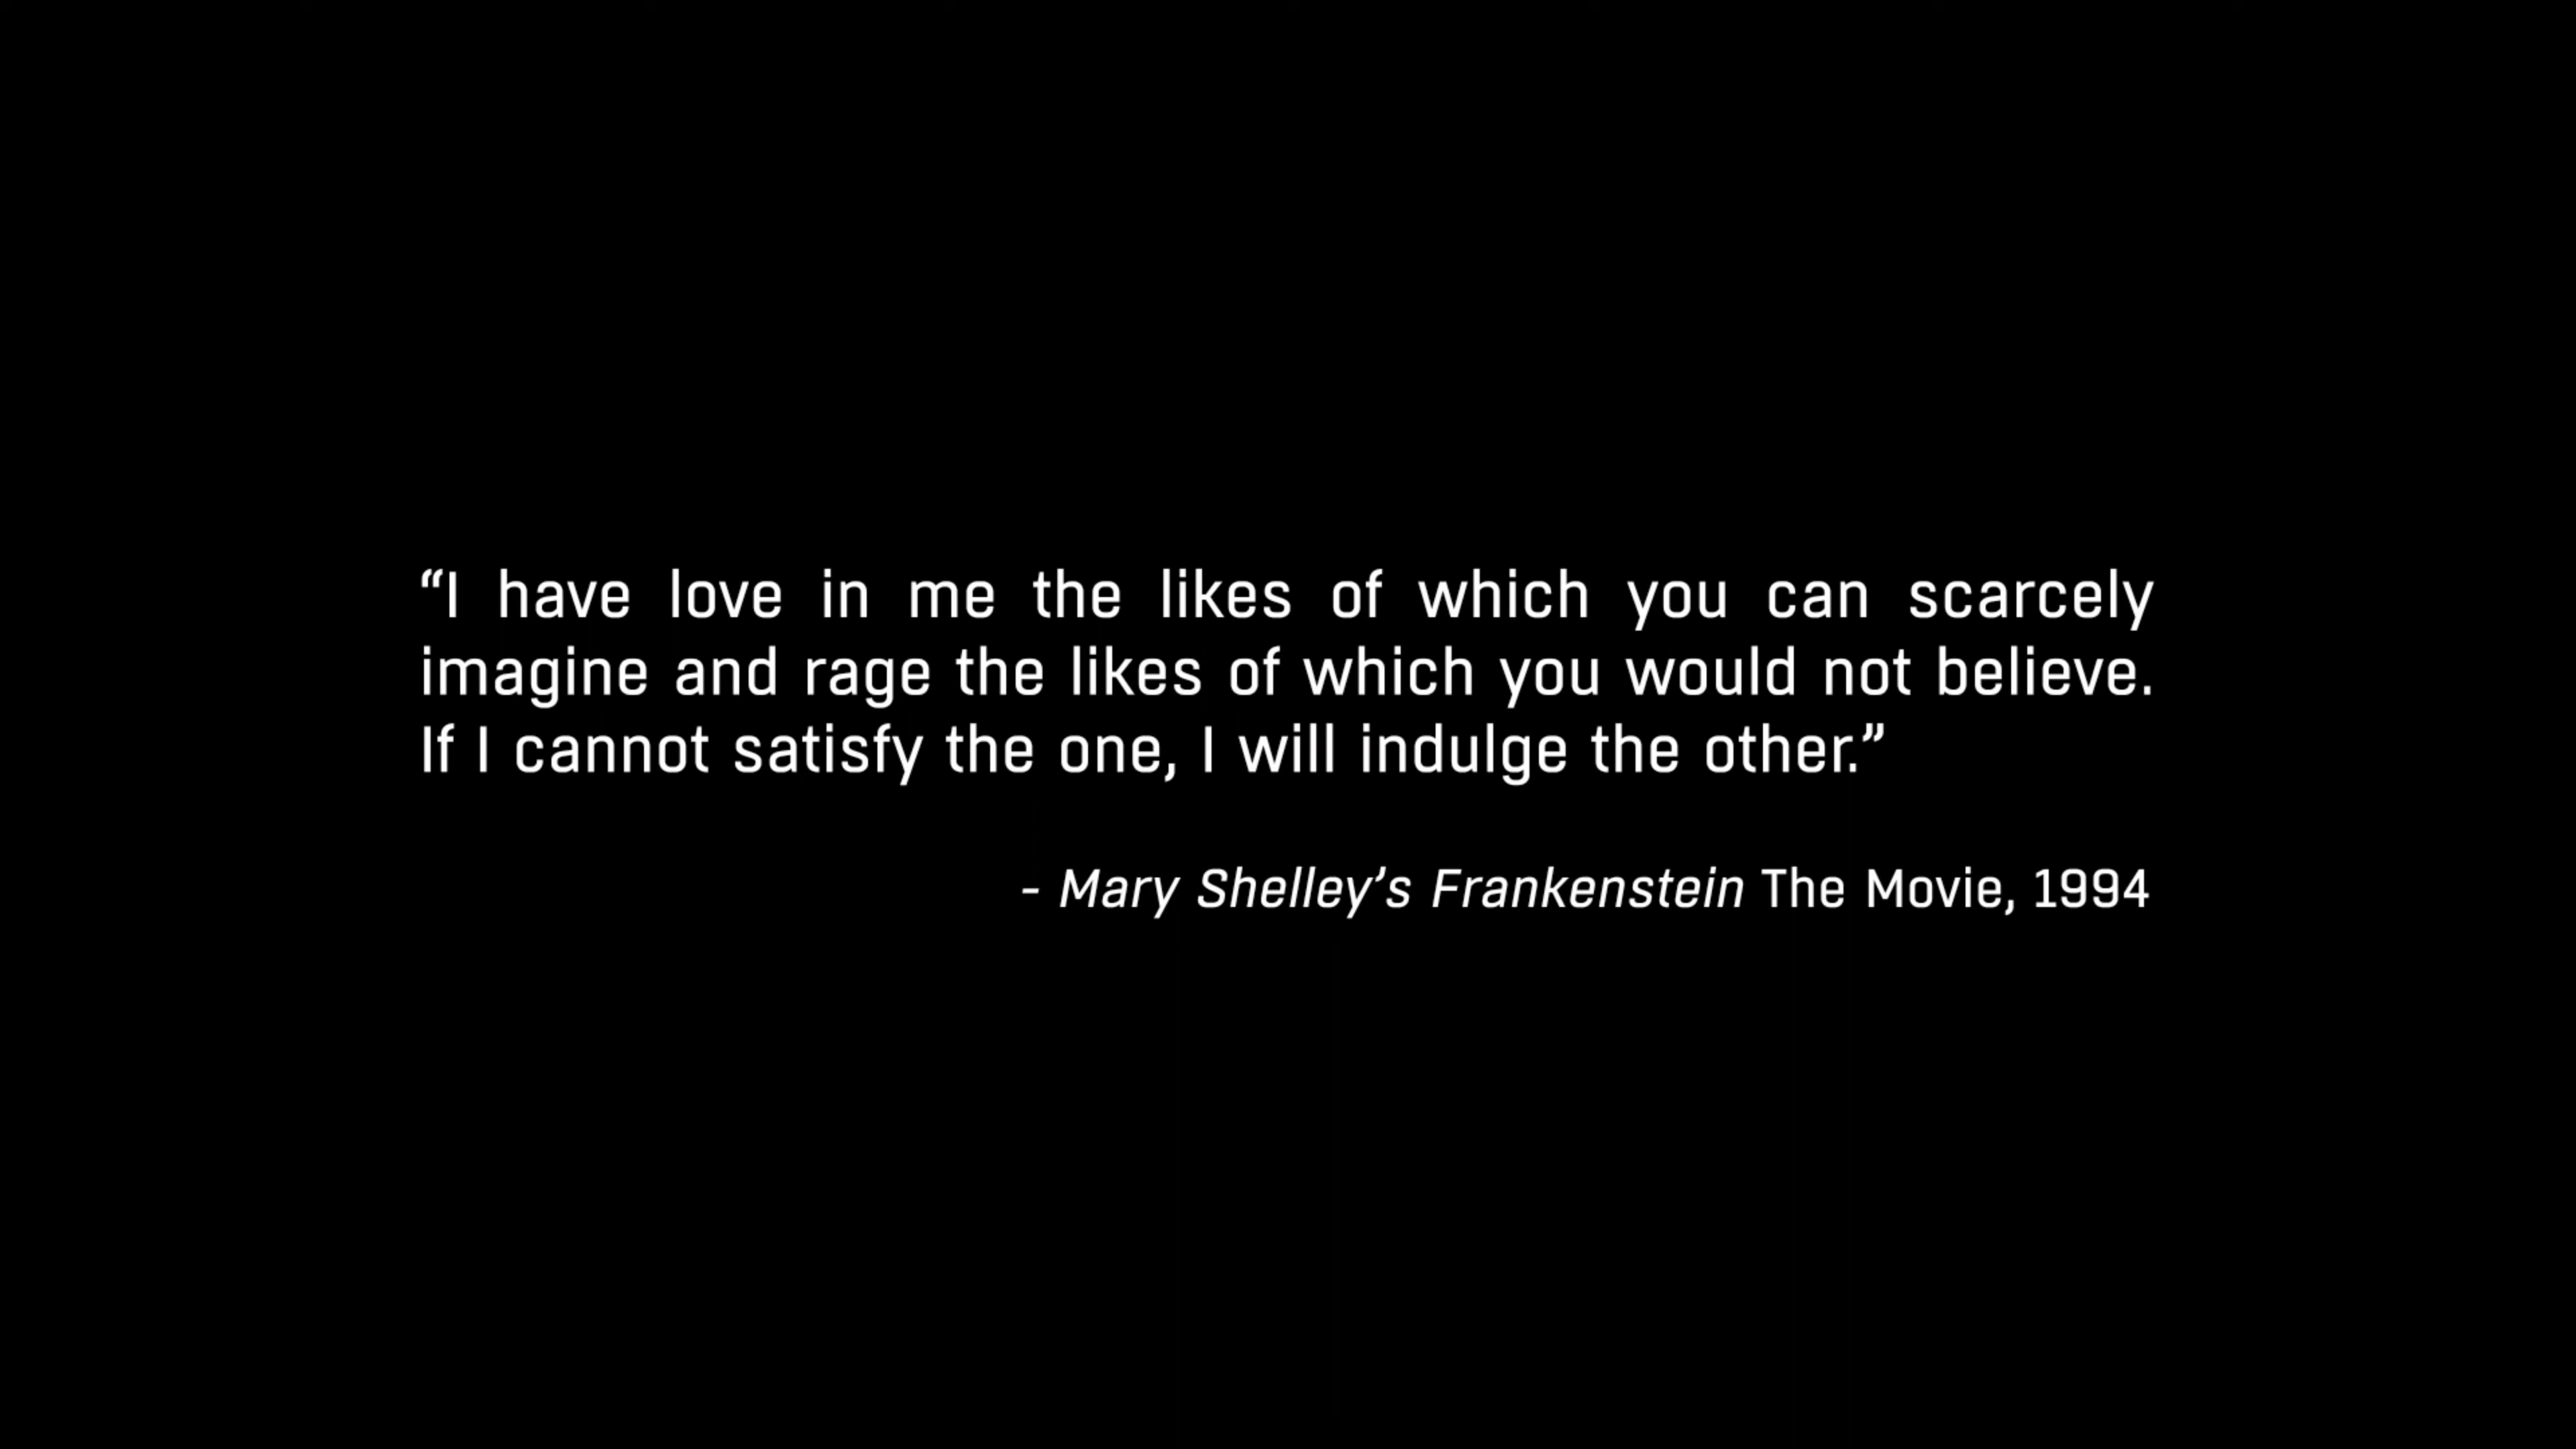 “I have love in me the likes of which you can scarcely
imagine and rage the likes of which you would not believe.
If I cannot satisfy the one, I will indulge the other.”
- Mary Shelley’s Frankenstein The Movie, 1994